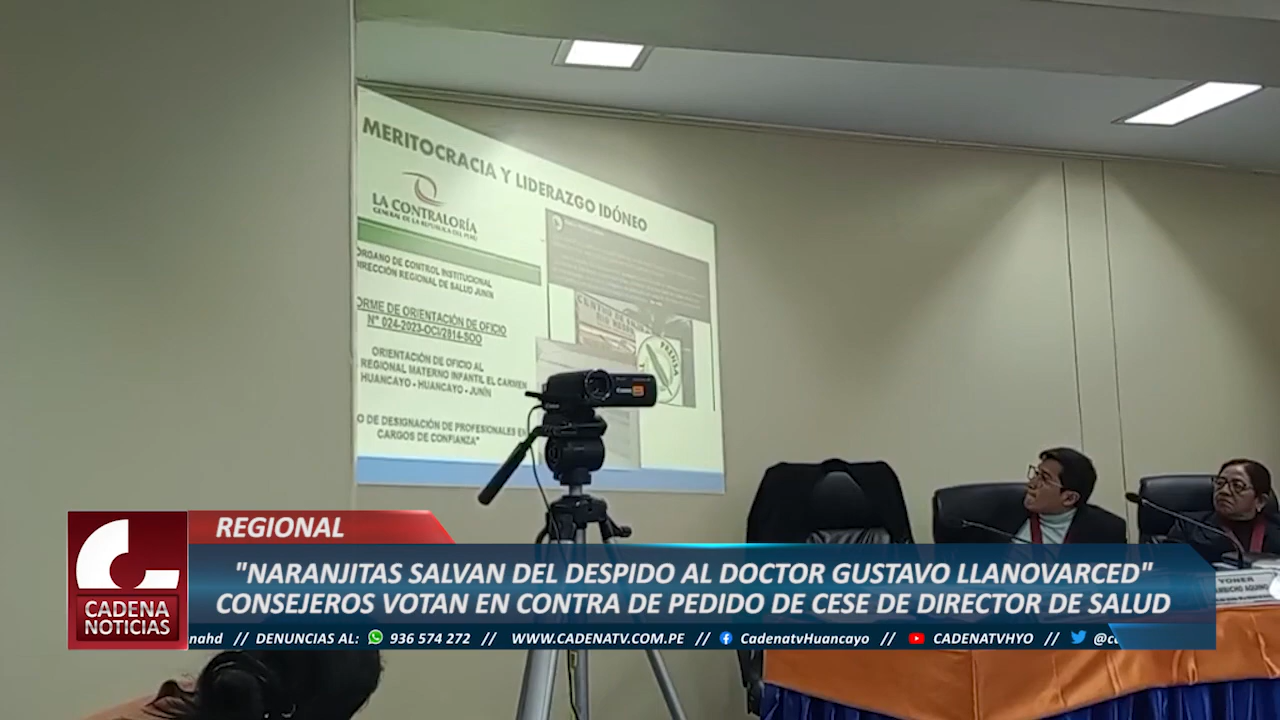 MERITOCRACIA Y LIDERAZGO IDÓNEO
LA CONTRALORÍA
GENERAL DE LA REPÚBLICA DEL PERÚ
ÓRGANO DE CONTROL INSTITUCIONAL
DIRECCIÓN REGIONAL DE SALUD JUNÍN
ORME DE ORIENTACIÓN DE OFICIO
N° 024-2023-OCI/2814-SOO
ORIENTACIÓN DE OFICIO AL
REGIONAL MATERNO INFANTIL EL CARMEN
HUANCAYO - HUANCAYO - JUNÍN
O DE DESIGNACIÓN DE PROFESIONALES EN
CARGOS DE CONFIANZA"
PRENSA
Canon
YONER
REGIONAL
"NARANJITAS SALVAN DEL DESPIDO AL DOCTOR GUSTAVO LLANOVARCED"
CONSEJEROS VOTAN EN CONTRA DE PEDIDO DE CESE DE DIRECTOR DE SALUD
CADENA
NOTICIAS
nahd // DENUNCIAS AL: 936 574 272 // WWW.CADENATV.COM.PE // CadenatvHuancayo // CADENATVHYO // @c